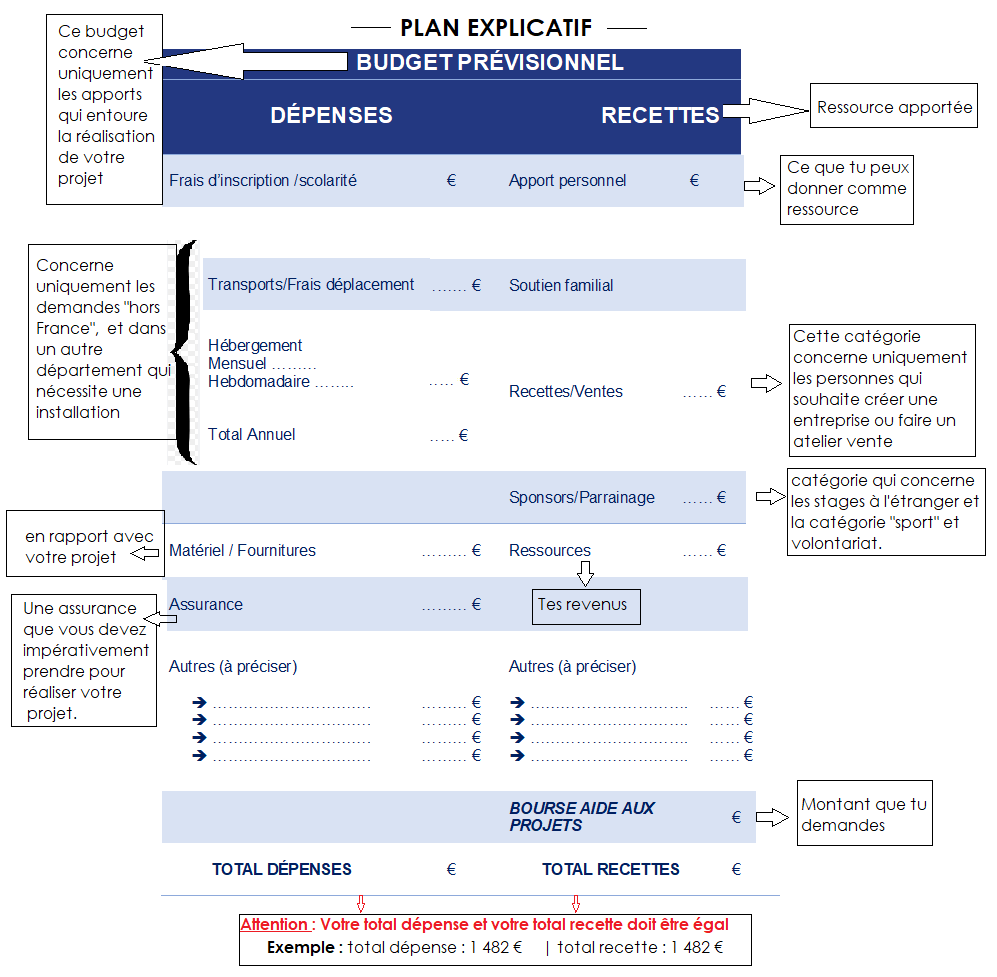 PLAN EXPLICATIF
Ce budget
concerne
uniquement
les apports
qui entoure
la réalisation
de votre
projet
BUDGET PRÉVISIONNEL
DÉPENSES
RECETTES
Ressource apportée
Frais d'inscription /scolarité €
Apport personnel €
Ce que tu peux
donner comme
ressource
Concerne
uniquement les
demandes "hors
France", et dans
un autre
département qui
nécessite une
installation
Transports/Frais déplacement ....... €
Soutien familial
Hébergement
Mensuel .........
Hebdomadaire ........
..... €
Recettes/Ventes ...... €
Cette catégorie
concerne uniquement
les personnes qui
souhaite créer une
entreprise ou faire un
atelier vente
Total Annuel ..... €
Sponsors/Parrainage ...... €
catégorie qui concerne
les stages à l'étranger et
la catégorie "sport" et
volontariat.
en rapport avec
votre projet
Matériel / Fournitures ......... €
Ressources ...... €
Tes revenus
Une assurance
que vous devez
impérativement
prendre pour
réaliser votre
projet.
Assurance ......... €
Autres (à préciser)
➔ ............................. ......... €
➔ ............................. ......... €
➔ ............................. ......... €
➔ ............................. ......... €
Autres (à préciser)
➔ ............................. ...... €
➔ ............................. ...... €
➔ ............................. ...... €
➔ ............................. ...... €
BOURSE AIDE AUX
PROJETS €
Montant que tu
demandes
TOTAL DÉPENSES €
TOTAL RECETTES €
Attention : Votre total dépense et votre total recette doit être égal
Exemple : total dépense : 1 482 € | total recette : 1 482 €